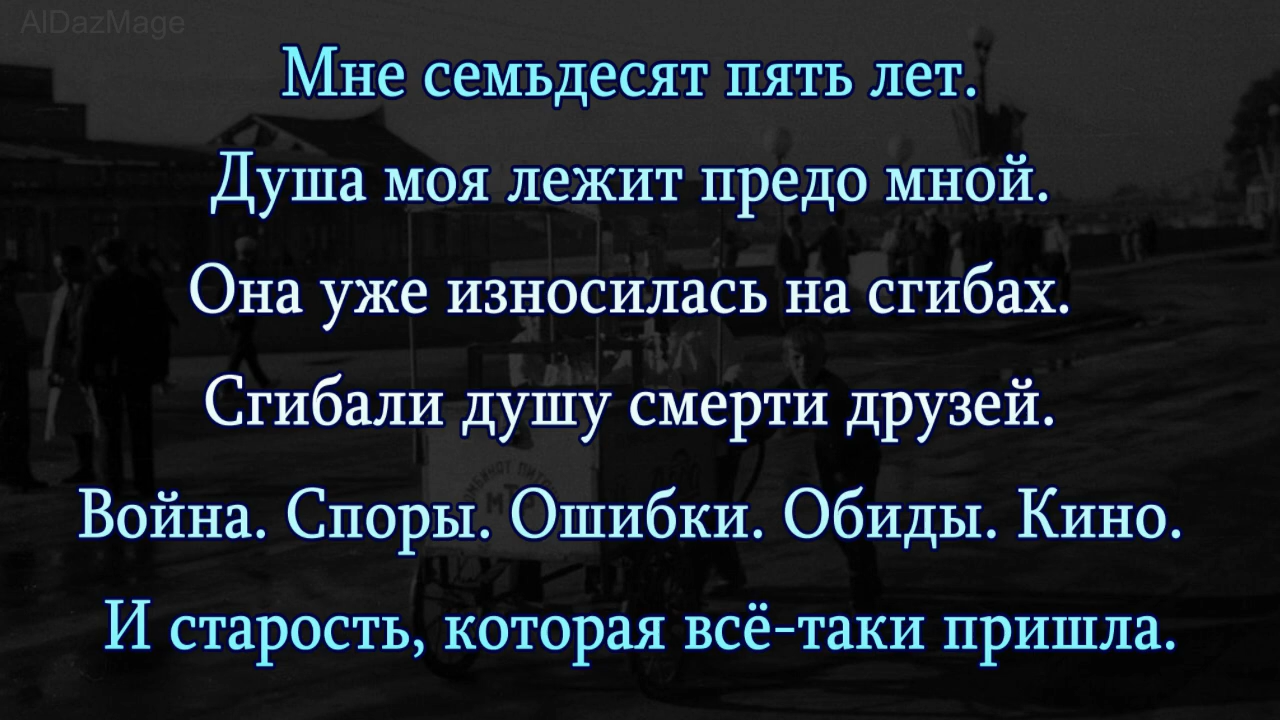 AlDazMage
Мне семьдесят пять лет.
Душа моя лежит предо мной.
Она уже износилась на сгибах.
Сгибали душу смерти друзей.
Война. Споры. Ошибки. Обиды. Кино.
И старость, которая всё-таки пришла.